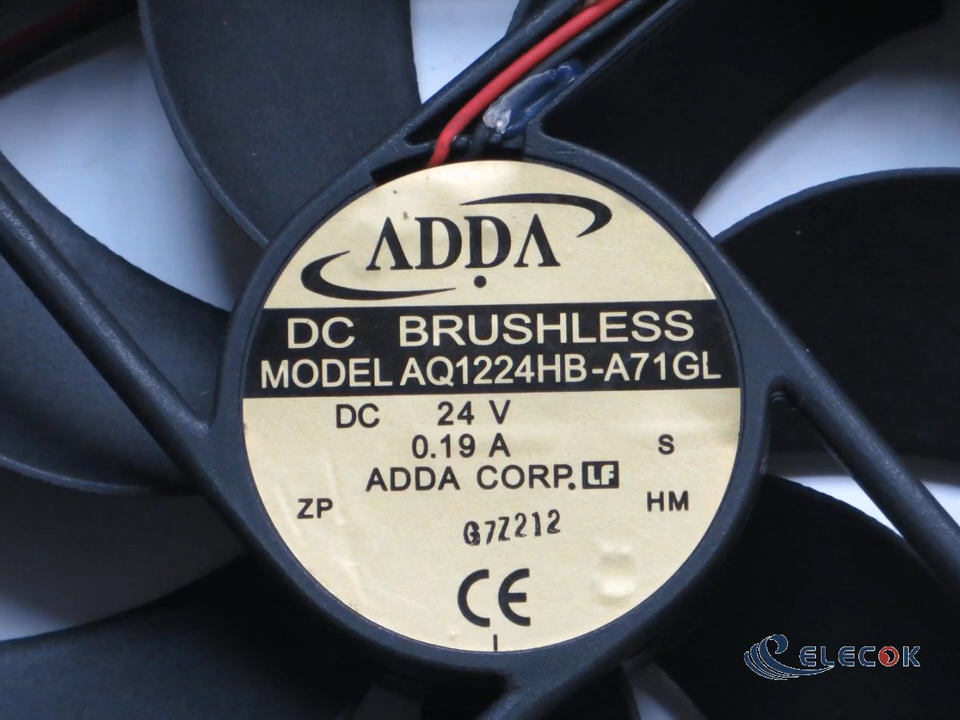 ADDA
DC BRUSHLESS
MODEL AQ1224HB-A71GL
DC 24 V
0.19 A S
ADDA CORP. LF
ZP HM
G7Z212
CE
ELECOK